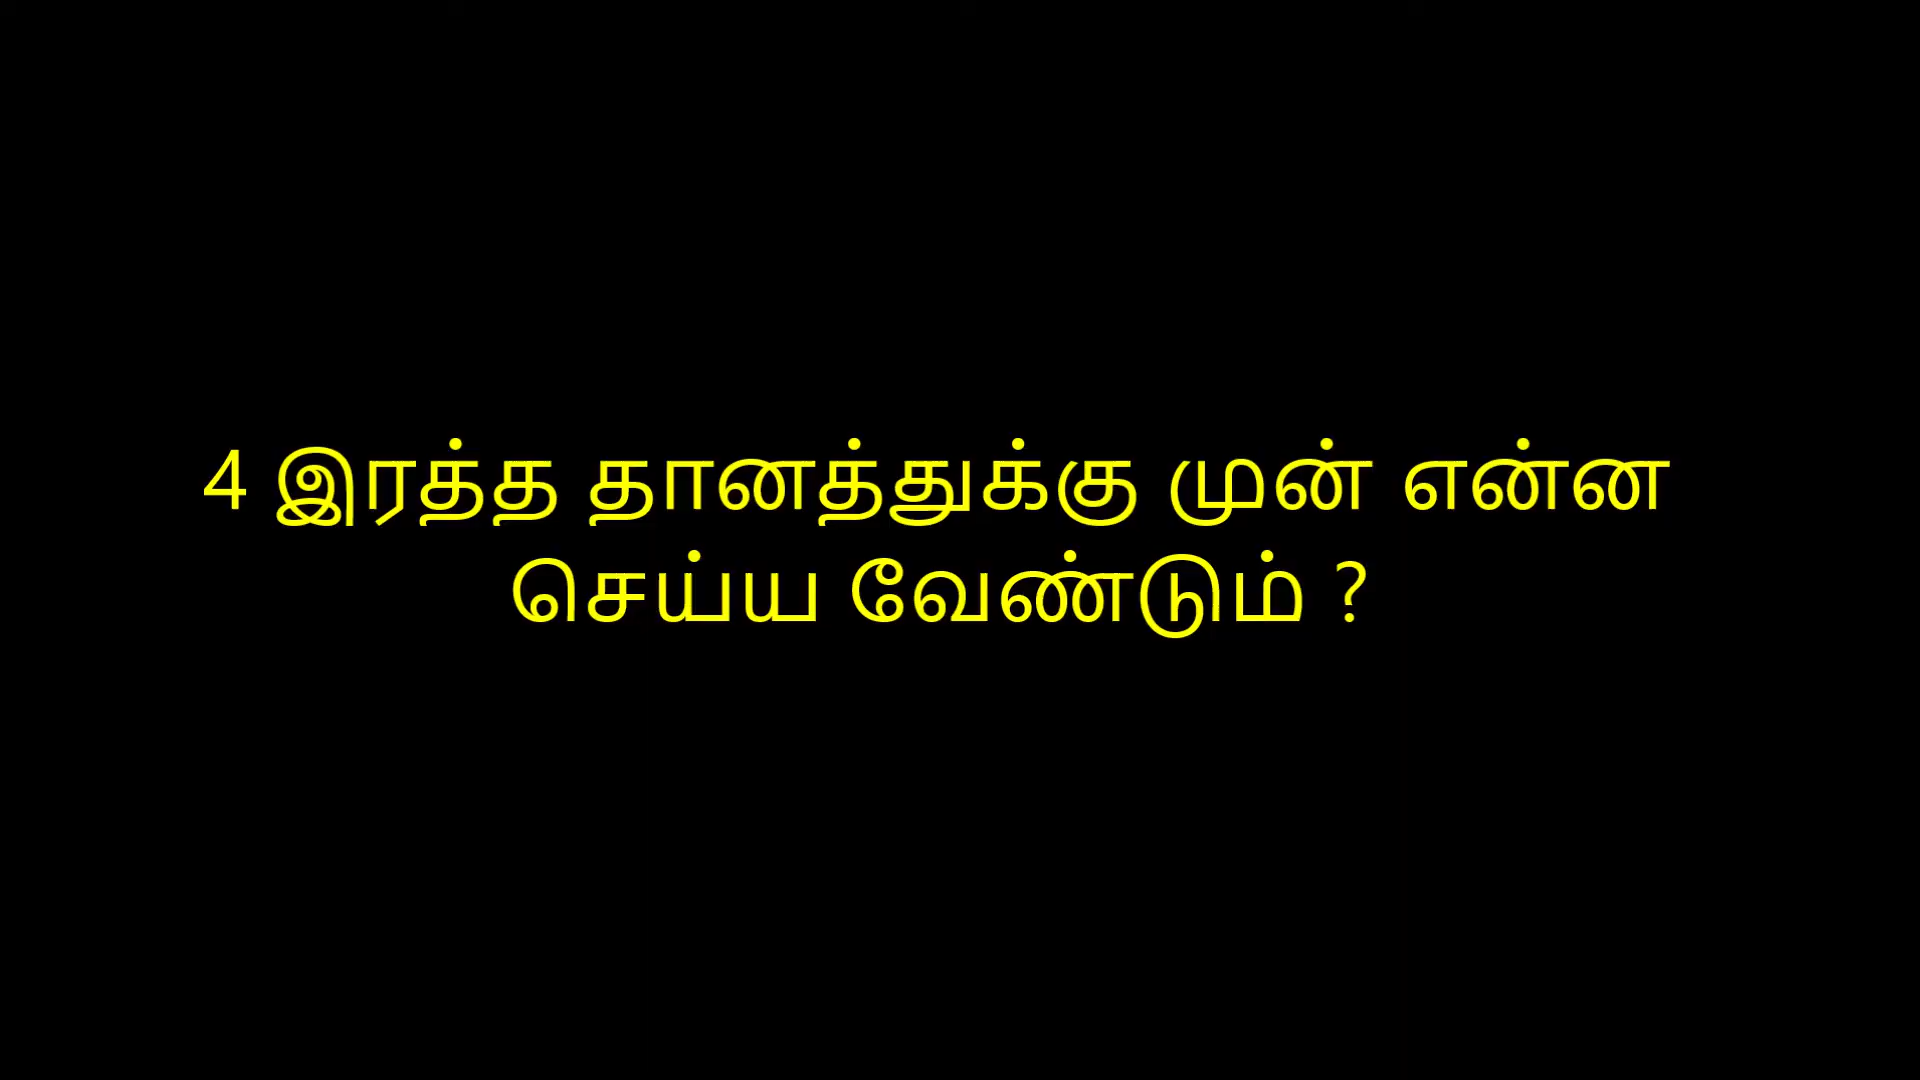 4 இரத்த தானத்துக்கு முன் என்ன
செய்ய வேண்டும் ?